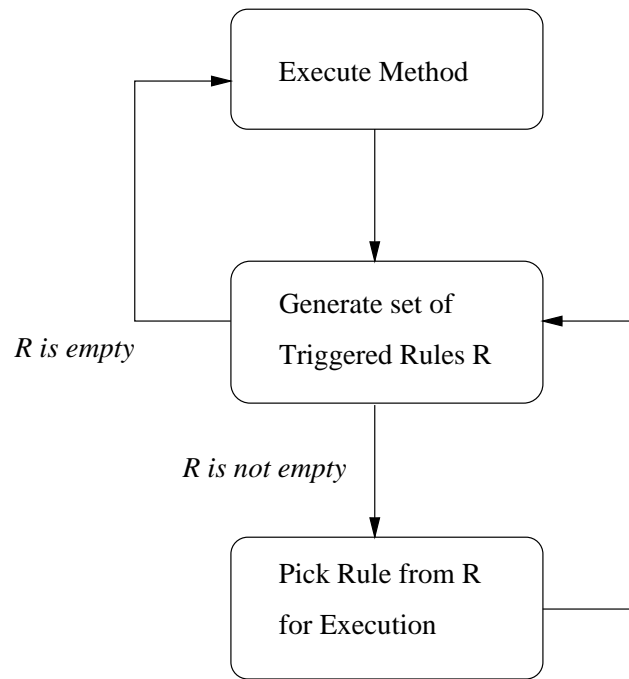 Execute Method
Generate set of
Triggered Rules R
R is empty
R is not empty
Pick Rule from R
for Execution